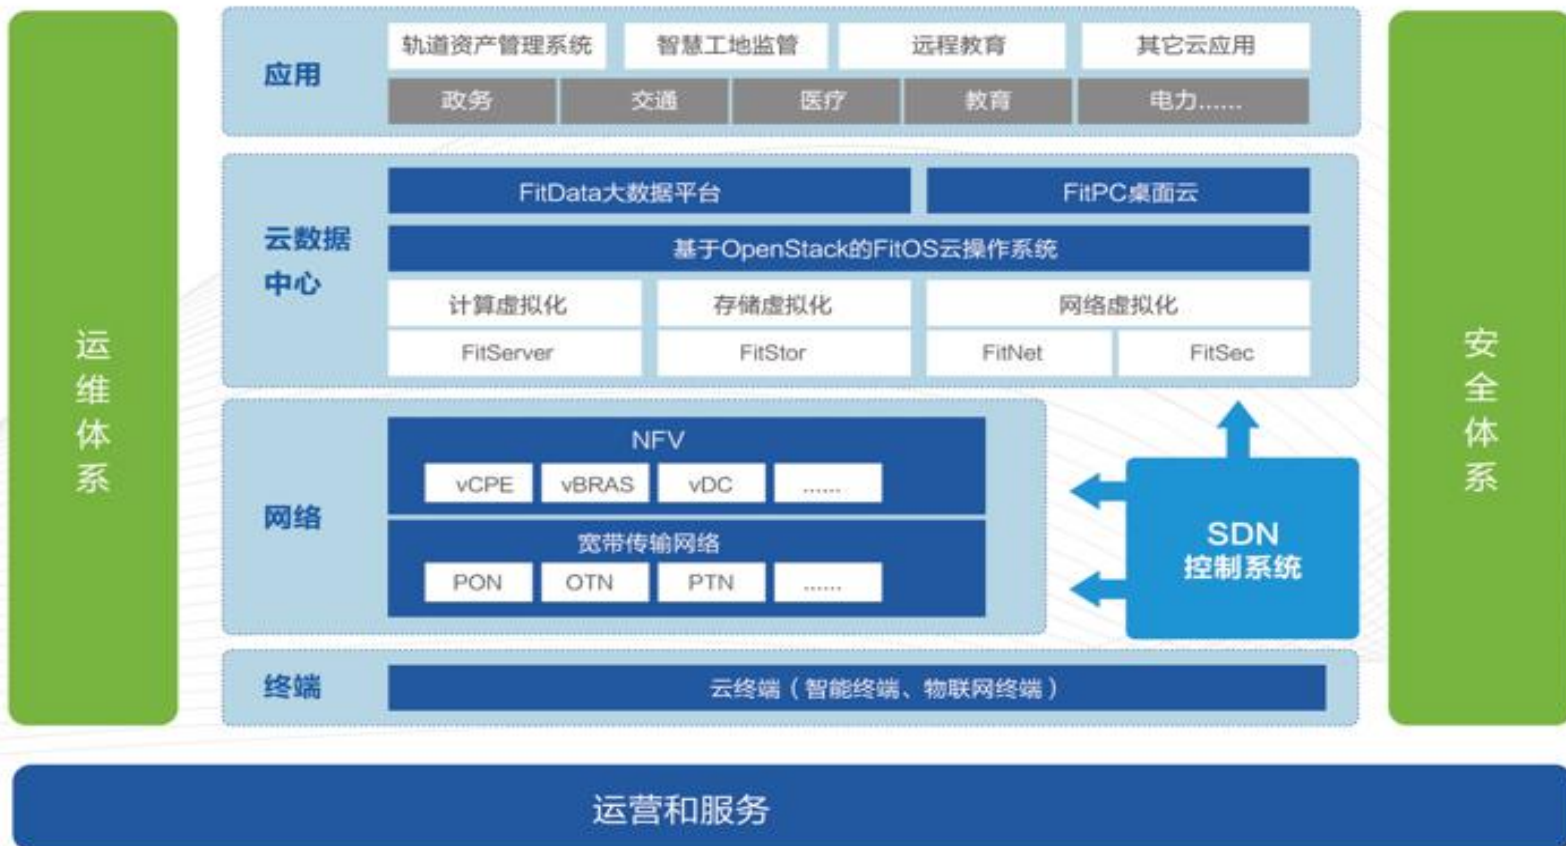 运维体系
应用
轨道资产管理系统
智慧工地监管
远程教育
其它云应用
政务
交通
医疗
教育
电力......
云数据
中心
FitData大数据平台
FitPC桌面云
基于OpenStack的FitOS云操作系统
计算虚拟化
存储虚拟化
网络虚拟化
FitServer
FitStor
FitNet
FitSec
网络
NFV
vCPE
vBRAS
vDC
......
宽带传输网络
PON
OTN
PTN
......
SDN
控制系统
终端
云终端（智能终端、物联网终端）
安全体系
运营和服务